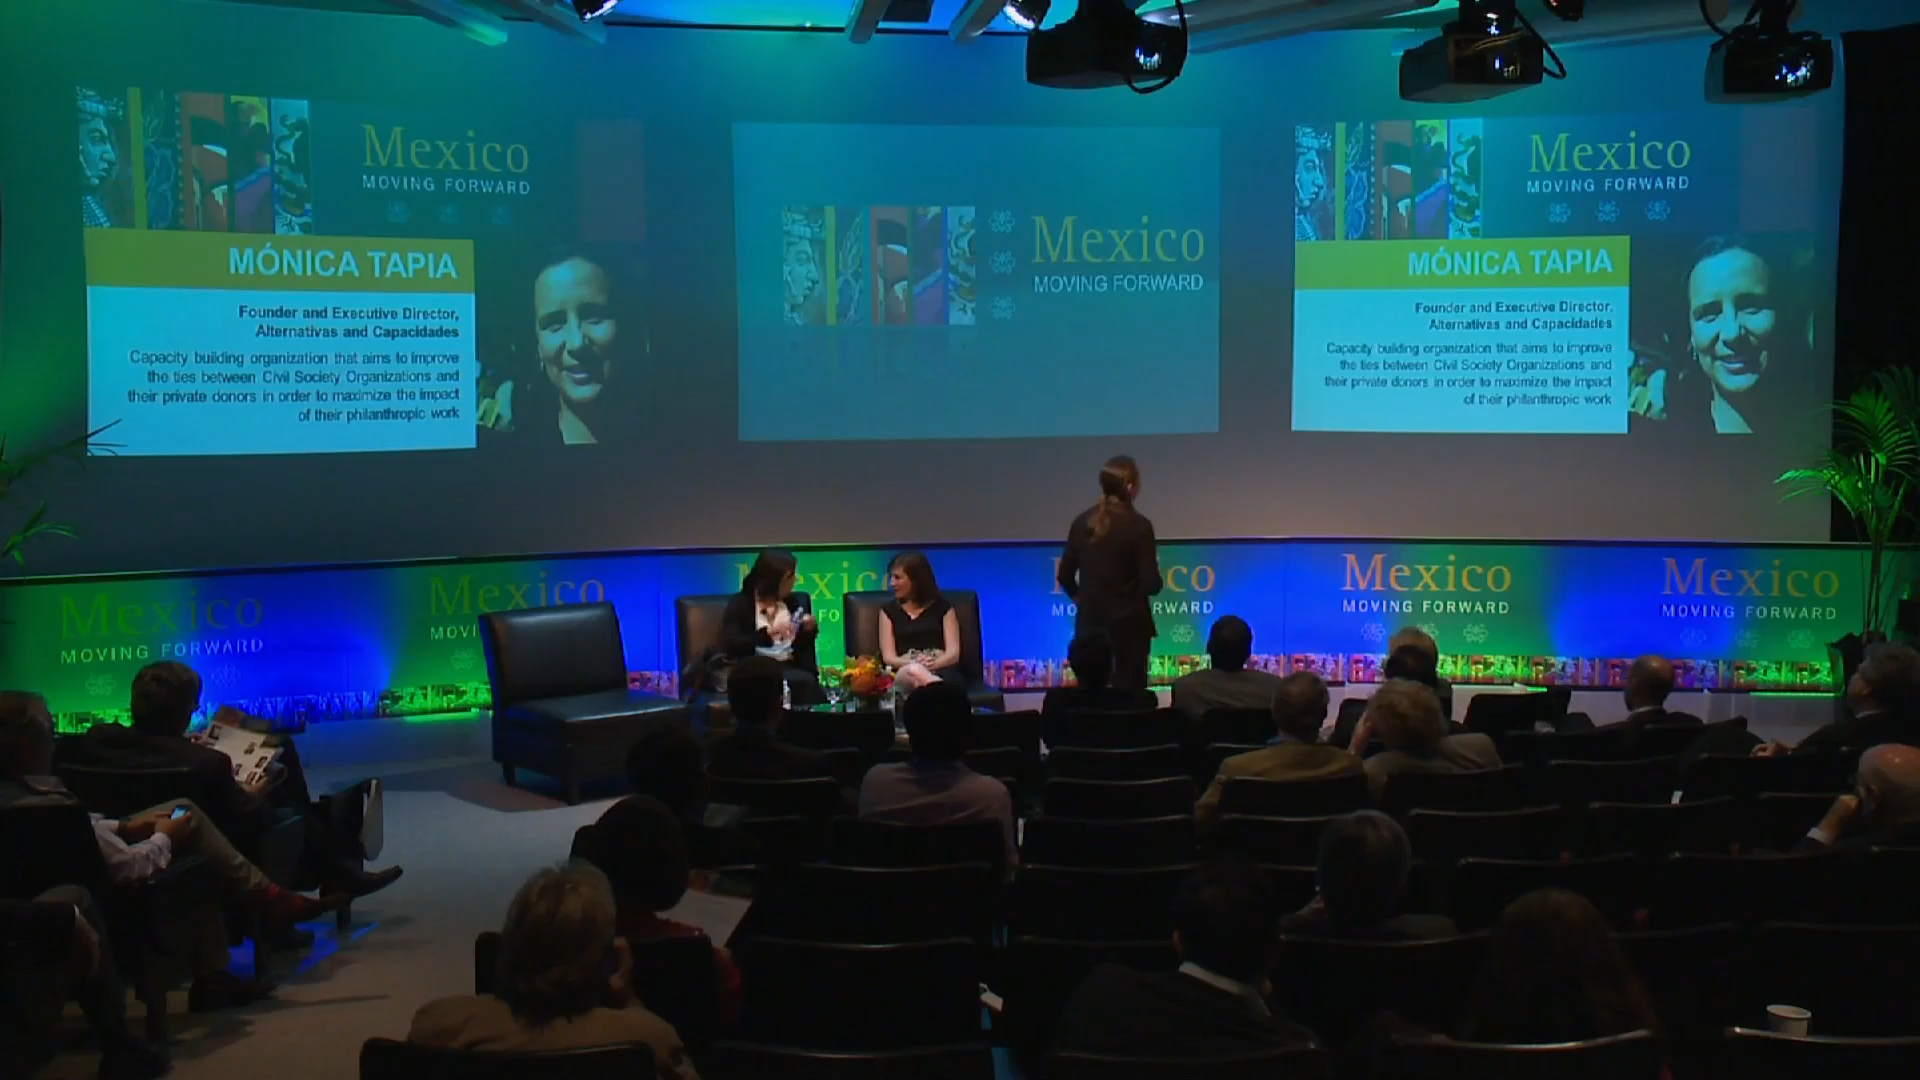 Mexico
MOVING FORWARD
MÓNICA TAPIA
Founder and Executive Director,
Alternativas and Capacidades
Capacity building organization that aims to improve
the ties between Civil Society Organizations and
their private donors in order to maximize the impact
of their philanthropic work
Mexico
MOVING FORWARD
Mexico
MOVING FORWARD
MÓNICA TAPIA
Founder and Executive Director,
Alternativas and Capacidades
Capacity building organization that aims to improve
the ties between Civil Society Organizations and
their private donors in order to maximize the impact
of their philanthropic work
Mexico
MOVING FORWARD
Mexico
Mexico
MOVING FORWARD
Mexico
MOVING FORWARD